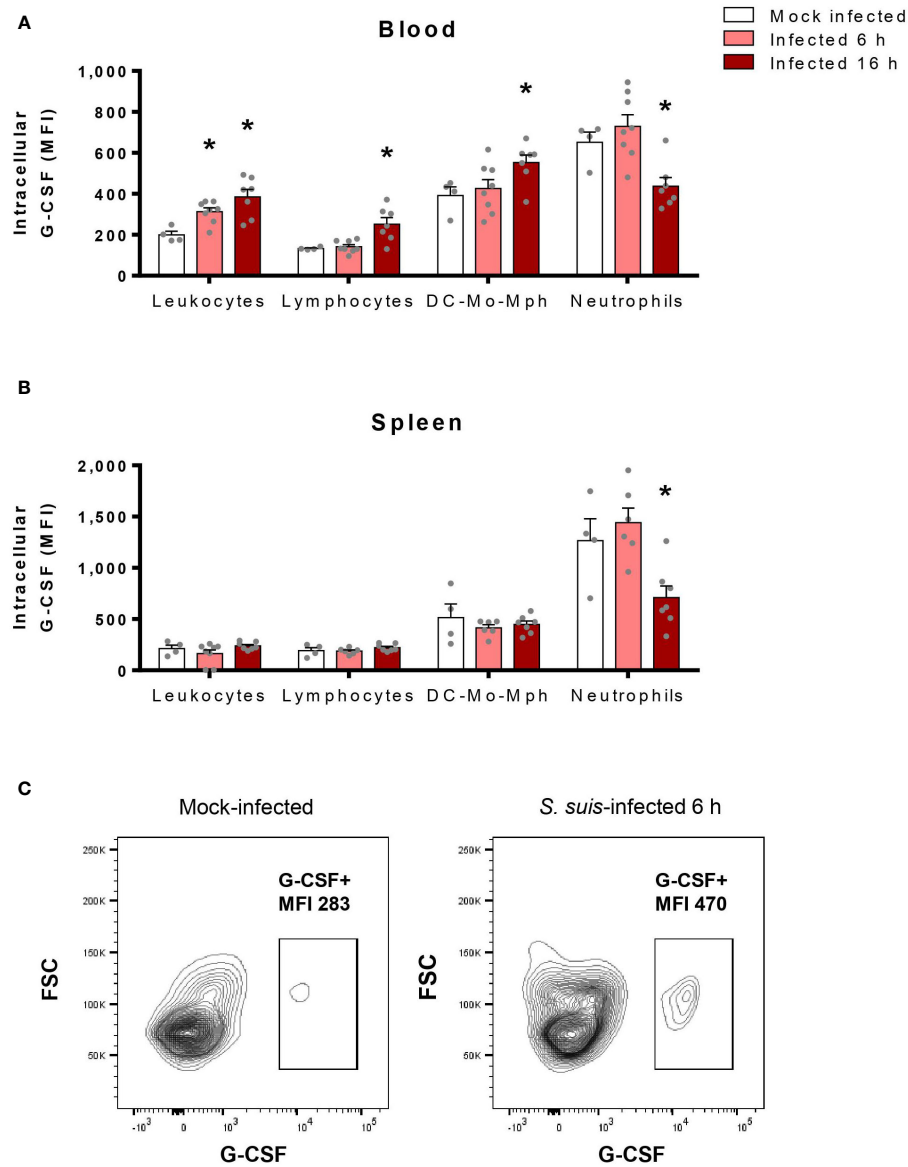 A
Blood
Mock infected
Infected 6 h
Infected 16 h
Intracellular
G-CSF (MFI)
1,000
800
600
400
200
0
*
*
*
*
*
Leukocytes
Lymphocytes
DC-Mo-Mph
Neutrophils
B
Spleen
Intracellular
G-CSF (MFI)
2,000
1,500
1,000
500
0
*
Leukocytes
Lymphocytes
DC-Mo-Mph
Neutrophils
C
Mock-infected
S. suis-infected 6 h
FSC
250K
200K
150K
100K
50K
G-CSF+
MFI 283
-10³
0
10³
10⁴
10⁵
G-CSF
FSC
250K
200K
150K
100K
50K
G-CSF+
MFI 470
-10³
0
10³
10⁴
10⁵
G-CSF